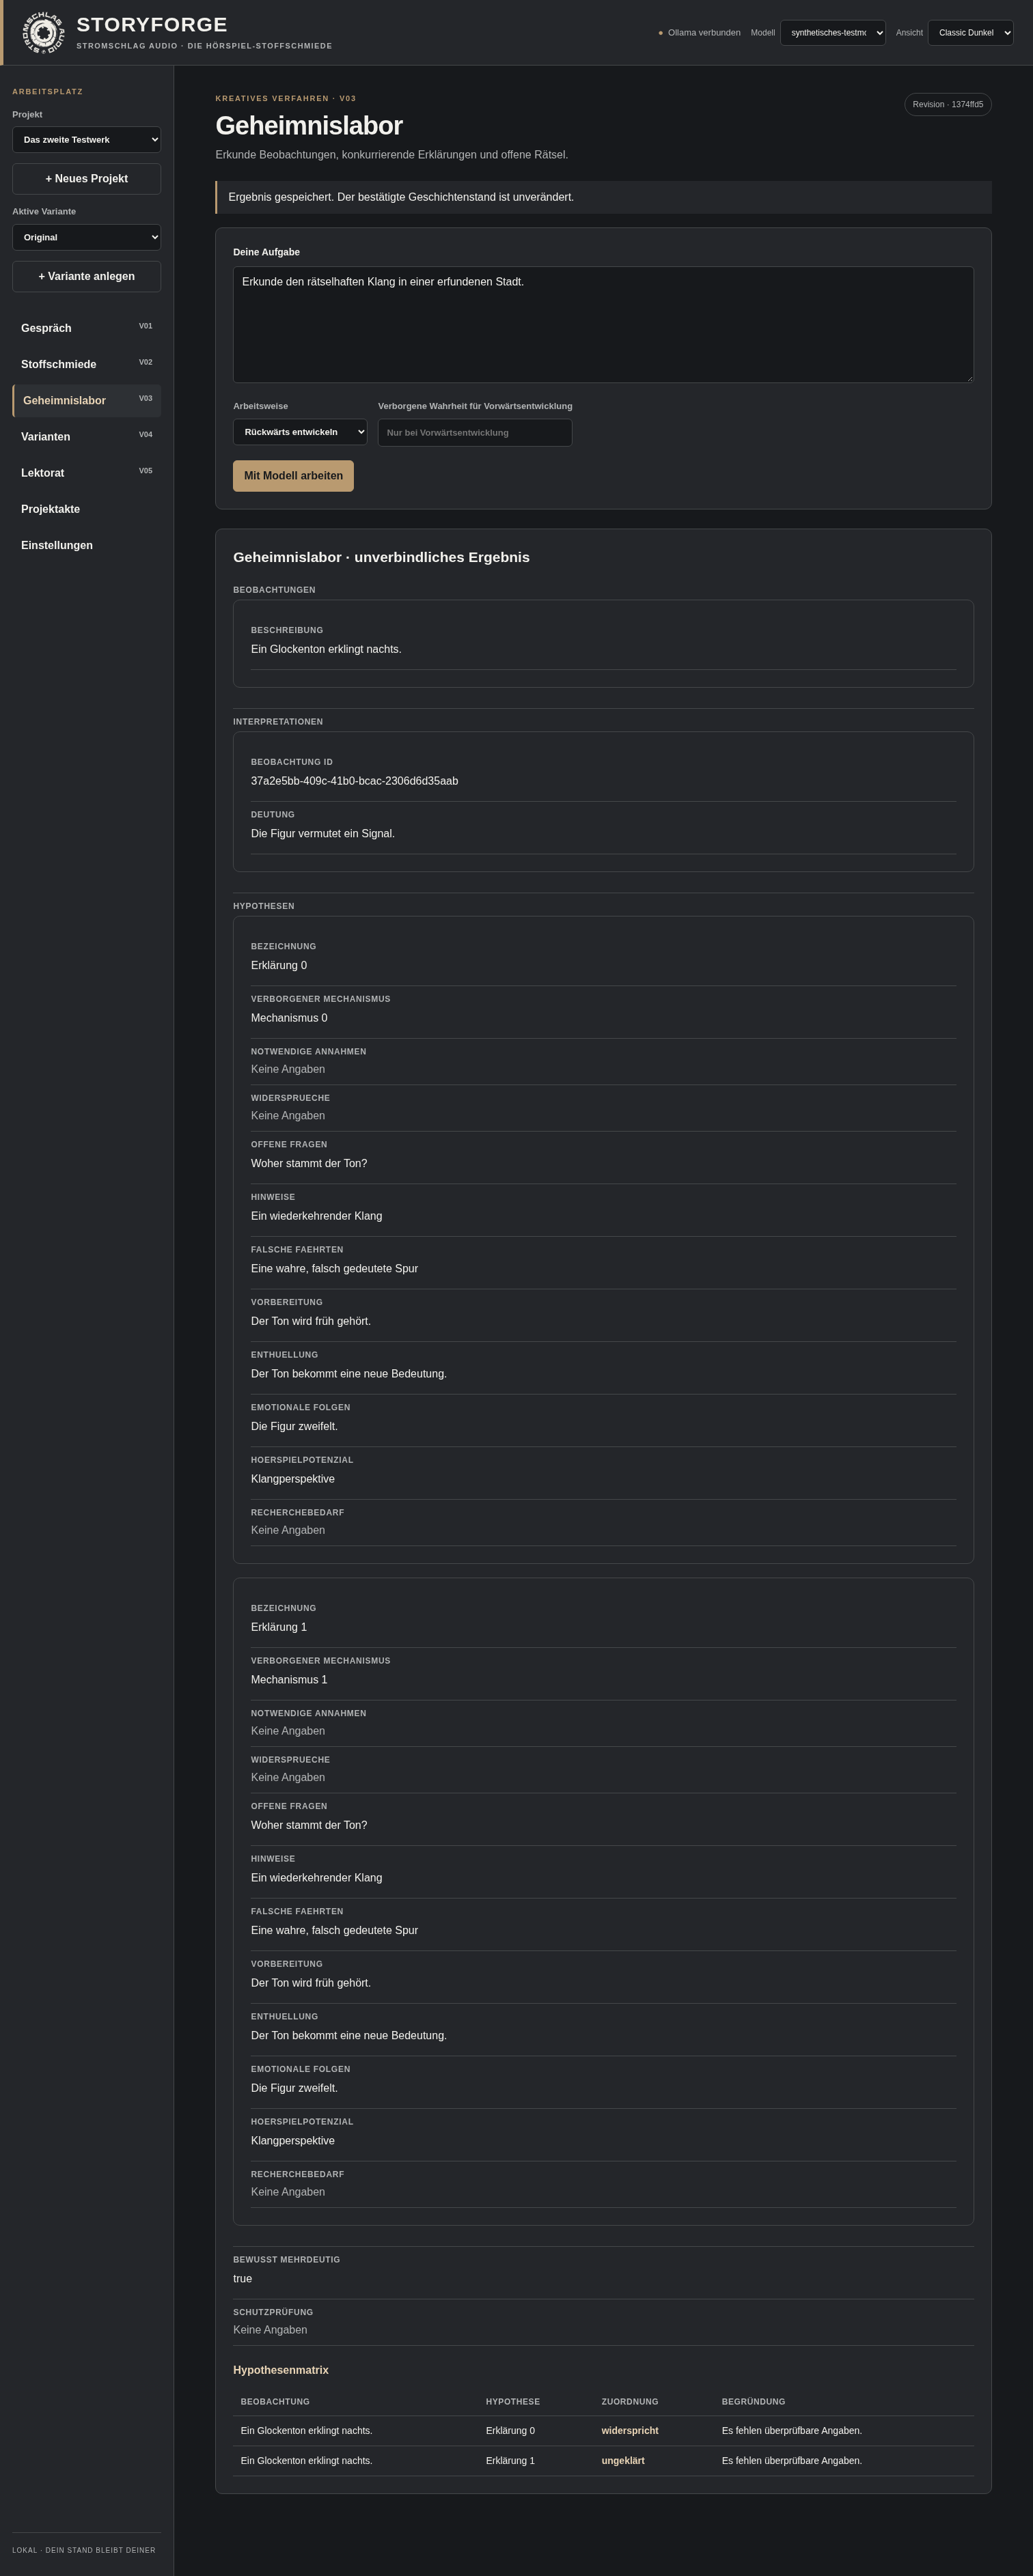 STROMSCHLAG AUDIO
STORYFORGE
STROMSCHLAG AUDIO · DIE HÖRSPIEL-STOFFSCHMIEDE
Ollama verbunden
Modell
synthetisches-testmo
Ansicht
Classic Dunkel
ARBEITSPLATZ
Projekt
Das zweite Testwerk
+ Neues Projekt
Aktive Variante
Original
+ Variante anlegen
Gespräch V01
Stoffschmiede V02
Geheimnislabor V03
Varianten V04
Lektorat V05
Projektakte
Einstellungen
LOKAL · DEIN STAND BLEIBT DEINER
KREATIVES VERFAHREN · V03
Geheimnislabor
Erkunde Beobachtungen, konkurrierende Erklärungen und offene Rätsel.
Revision · 1374ffd5
Ergebnis gespeichert. Der bestätigte Geschichtenstand ist unverändert.
Deine Aufgabe
Erkunde den rätselhaften Klang in einer erfundenen Stadt.
Arbeitsweise
Rückwärts entwickeln
Verborgene Wahrheit für Vorwärtsentwicklung
Nur bei Vorwärtsentwicklung
Mit Modell arbeiten
Geheimnislabor · unverbindliches Ergebnis
BEOBACHTUNGEN
BESCHREIBUNG
Ein Glockenton erklingt nachts.
INTERPRETATIONEN
BEOBACHTUNG ID
37a2e5bb-409c-41b0-bcac-2306d6d35aab
DEUTUNG
Die Figur vermutet ein Signal.
HYPOTHESEN
BEZEICHNUNG
Erklärung 0
VERBORGENER MECHANISMUS
Mechanismus 0
NOTWENDIGE ANNAHMEN
Keine Angaben
WIDERSPRUECHE
Keine Angaben
OFFENE FRAGEN
Woher stammt der Ton?
HINWEISE
Ein wiederkehrender Klang
FALSCHE FAEHRTEN
Eine wahre, falsch gedeutete Spur
VORBEREITUNG
Der Ton wird früh gehört.
ENTHUELLUNG
Der Ton bekommt eine neue Bedeutung.
EMOTIONALE FOLGEN
Die Figur zweifelt.
HOERSPIELPOTENZIAL
Klangperspektive
RECHERCHEBEDARF
Keine Angaben
BEZEICHNUNG
Erklärung 1
VERBORGENER MECHANISMUS
Mechanismus 1
NOTWENDIGE ANNAHMEN
Keine Angaben
WIDERSPRUECHE
Keine Angaben
OFFENE FRAGEN
Woher stammt der Ton?
HINWEISE
Ein wiederkehrender Klang
FALSCHE FAEHRTEN
Eine wahre, falsch gedeutete Spur
VORBEREITUNG
Der Ton wird früh gehört.
ENTHUELLUNG
Der Ton bekommt eine neue Bedeutung.
EMOTIONALE FOLGEN
Die Figur zweifelt.
HOERSPIELPOTENZIAL
Klangperspektive
RECHERCHEBEDARF
Keine Angaben
BEWUSST MEHRDEUTIG
true
SCHUTZPRÜFUNG
Keine Angaben
Hypothesenmatrix
BEOBACHTUNG HYPOTHESE ZUORDNUNG BEGRÜNDUNG
Ein Glockenton erklingt nachts. Erklärung 0 widerspricht Es fehlen überprüfbare Angaben.
Ein Glockenton erklingt nachts. Erklärung 1 ungeklärt Es fehlen überprüfbare Angaben.